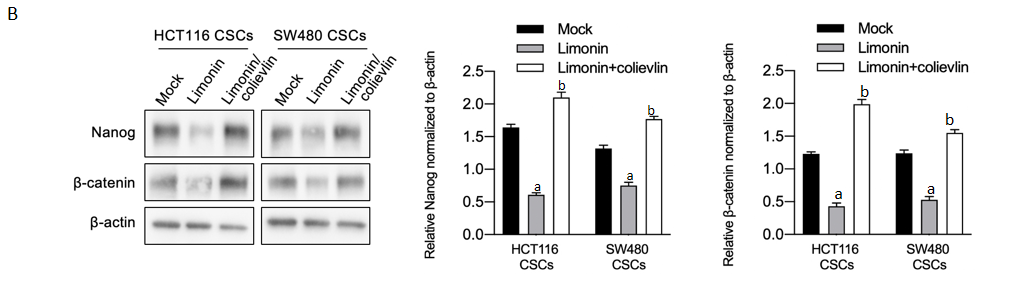 B
HCT116 CSCs
SW480 CSCs
Mock
Limonin
Limonin/
colievlin
Mock
Limonin
Limonin/
colievlin
Nanog
β-catenin
β-actin
Mock
Limonin
Limonin+colievlin
Relative Nanog normalized to β-actin
2.5
2.0
1.5
1.0
0.5
0.0
a
b
a
b
HCT116
CSCs
SW480
CSCs
Mock
Limonin
Limonin+colievlin
Relative β-catenin normalized to β-actin
2.5
2.0
1.5
1.0
0.5
0.0
a
b
a
b
HCT116
CSCs
SW480
CSCs